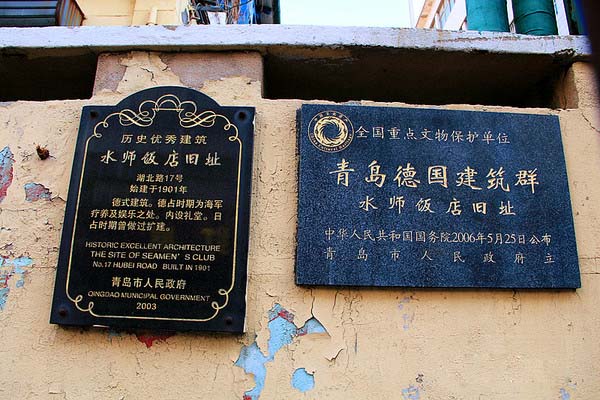 历史优秀建筑
水师饭店旧址
湖北路17号
始建于1901年
德式建筑。德占时期为海军
疗养及娱乐之处。内设礼堂。日
占时期曾做过扩建。
HISTORIC EXCELLENT ARCHITECTURE
THE SITE OF SEAMEN'S CLUB
No.17 HUBEI ROAD BUILT IN 1901
青岛市人民政府
QINGDAO MUNICIPAL GOVERNMENT
2003
全国重点文物保护单位
青岛德国建筑群
水师饭店旧址
中华人民共和国国务院2006年5月25日公布
青岛市人民政府立